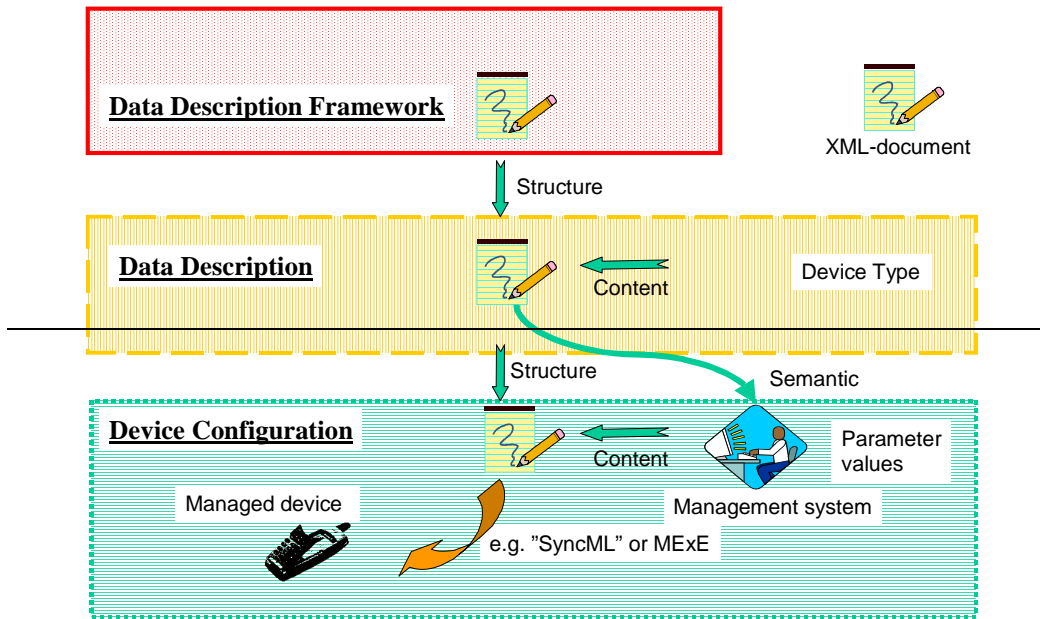 Data Description Framework
XML-document
Structure
Data Description
Content
Device Type
Structure
Semantic
Device Configuration
Content
Parameter
values
Managed device
Management system
e.g. "SyncML" or MExE